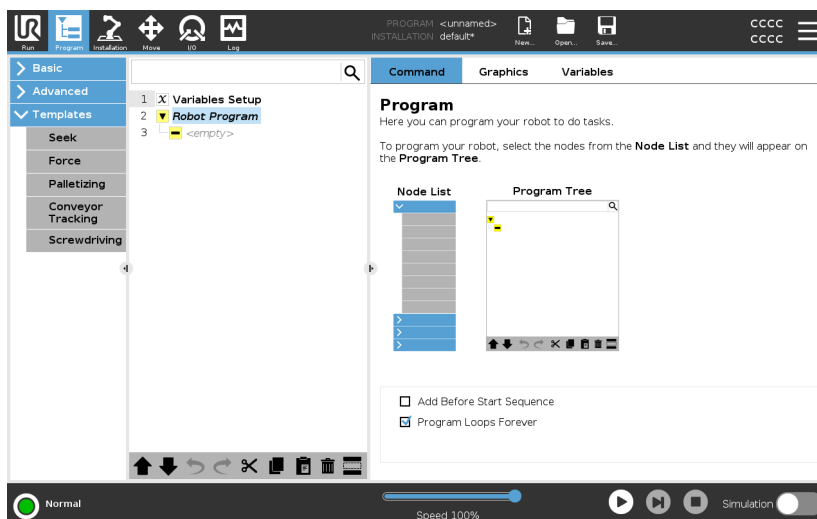 PROGRAM <unnamed>
INSTALLATION default*
CCCC
CCCC
UR
Run
Program
Installation
Move
I/O
Log
New...
Open...
Save...
Basic
Advanced
Templates
Seek
Force
Palletizing
Conveyor
Tracking
Screwdriving
1 X Variables Setup
2 Robot Program
3 <empty>
Command Graphics Variables
Program
Here you can program your robot to do tasks.
To program your robot, select the nodes from the Node List and they will appear on
the Program Tree.
Node List Program Tree
Add Before Start Sequence
Program Loops Forever
Normal
Speed 100%
Simulation